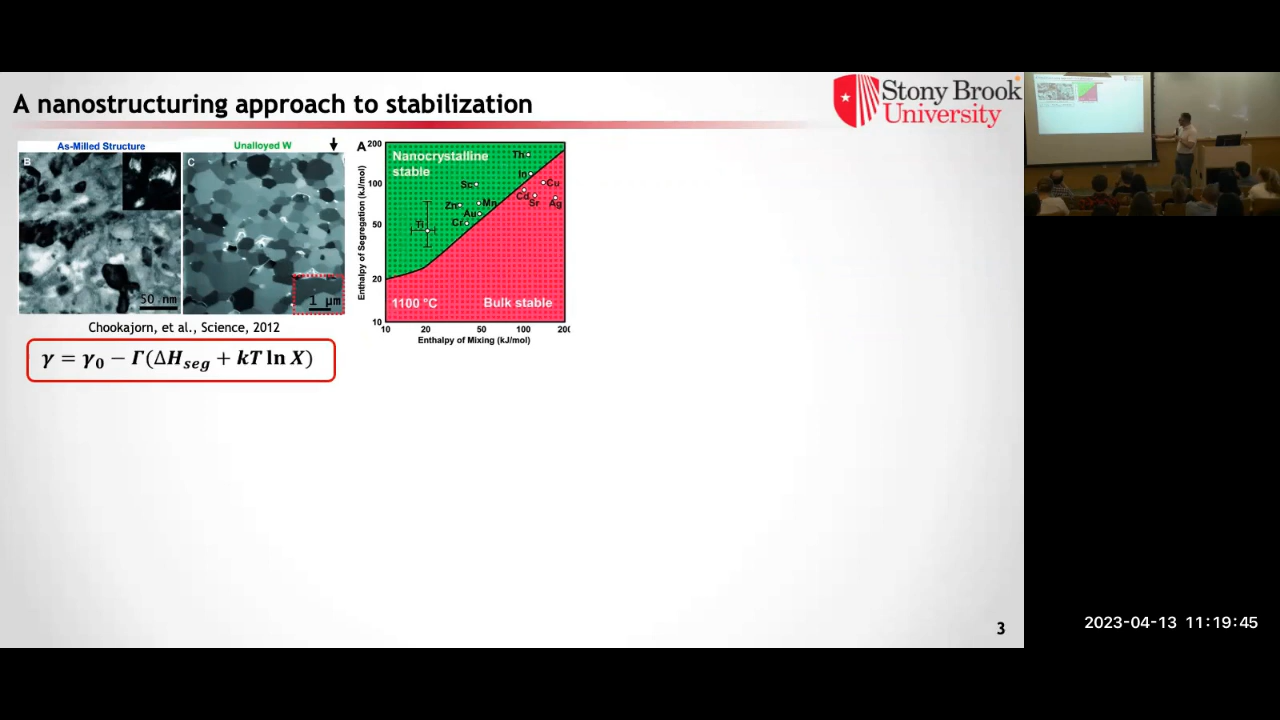 A nanostructuring approach to stabilization
Stony Brook
University
As-Milled Structure
Unalloyed W
B
C
50 nm
1 μm
Chookajorn, et al., Science, 2012
γ = γ₀ − Γ(ΔH_seg + kT ln X)
A
Nanocrystalline
stable
Enthalpy of Segregation (kJ/mol)
200
100
50
20
10
Th
In
Cu
Sc
Cd
Sr
Ag
Zn
Mn
Au
Cr
Ti
1100 °C
Bulk stable
10
20
50
100
200
Enthalpy of Mixing (kJ/mol)
3
2023-04-13 11:19:45